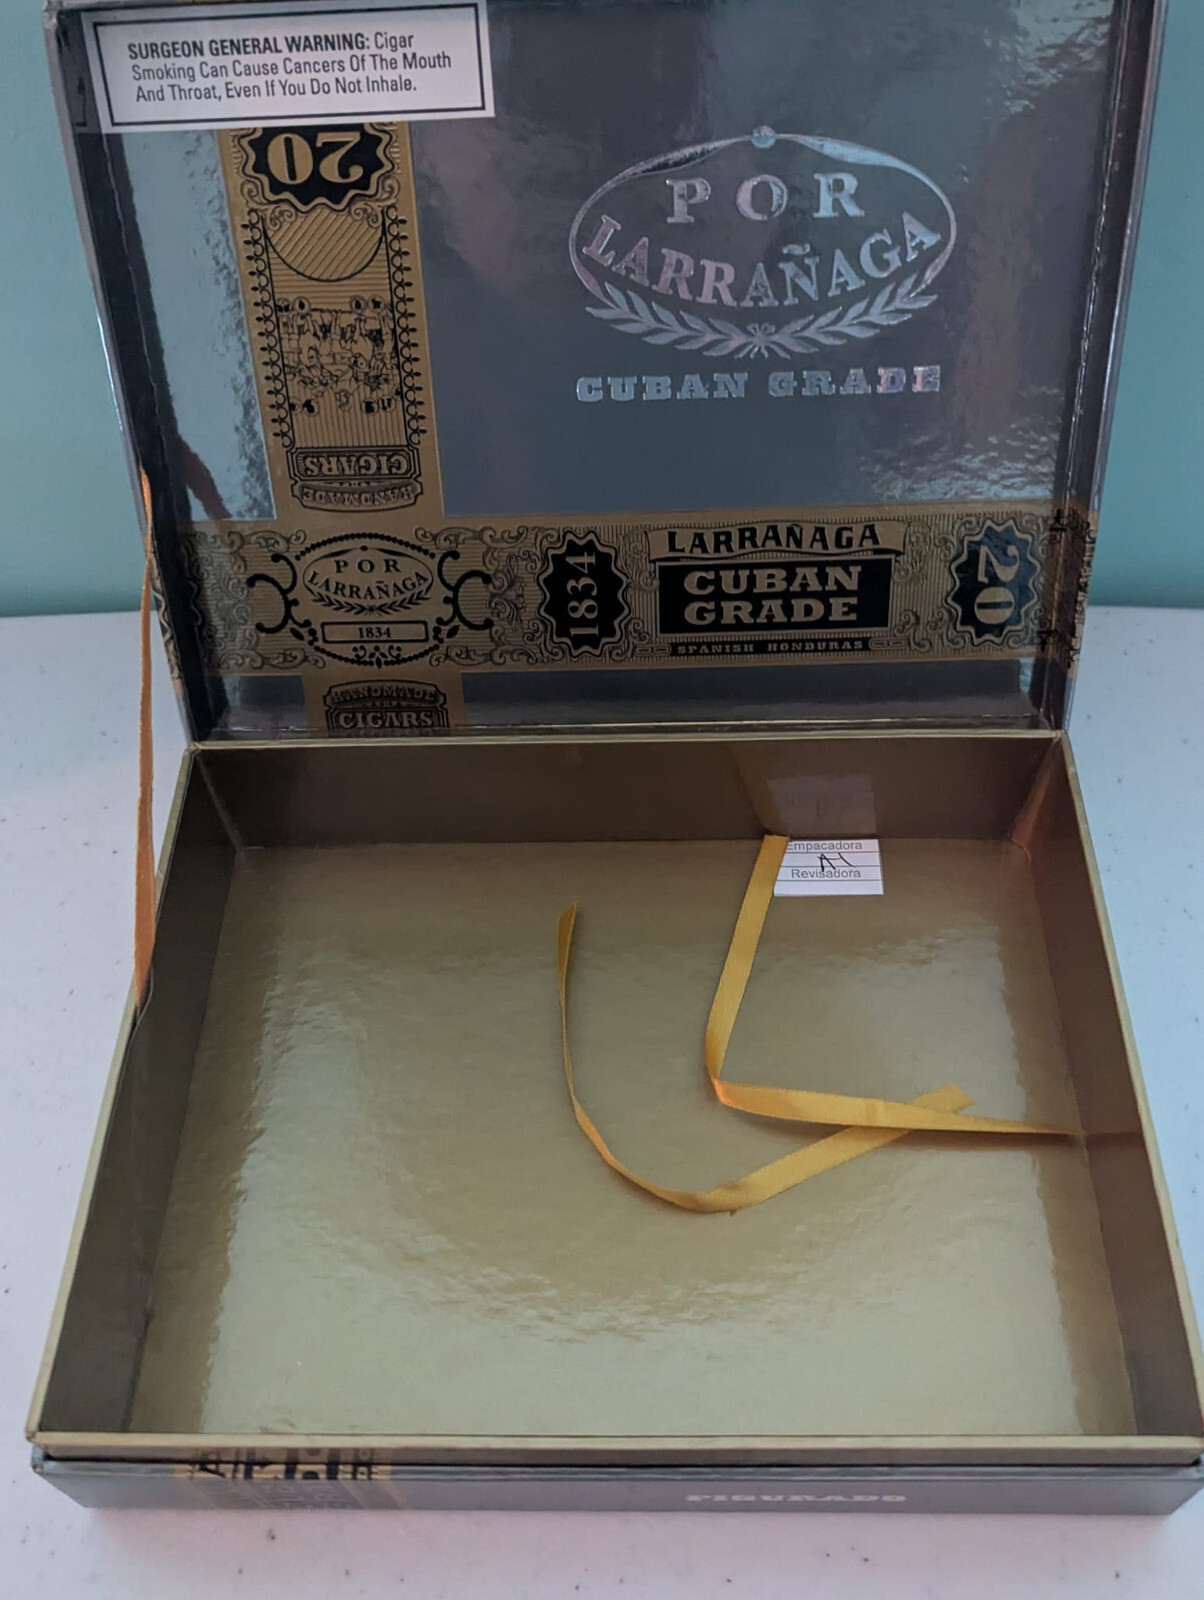 SURGEON GENERAL WARNING: Cigar
Smoking Can Cause Cancers Of The Mouth
And Throat, Even If You Do Not Inhale.
20
POR
LARRAÑAGA
CUBAN GRADE
CIGARS
HANDMADE
POR
LARRAÑAGA
1834
1834
LARRAÑAGA
CUBAN
GRADE
SPANISH HONDURAS
20
HANDMADE
CIGARS
Empacadora
Revisadora
FIGURADO